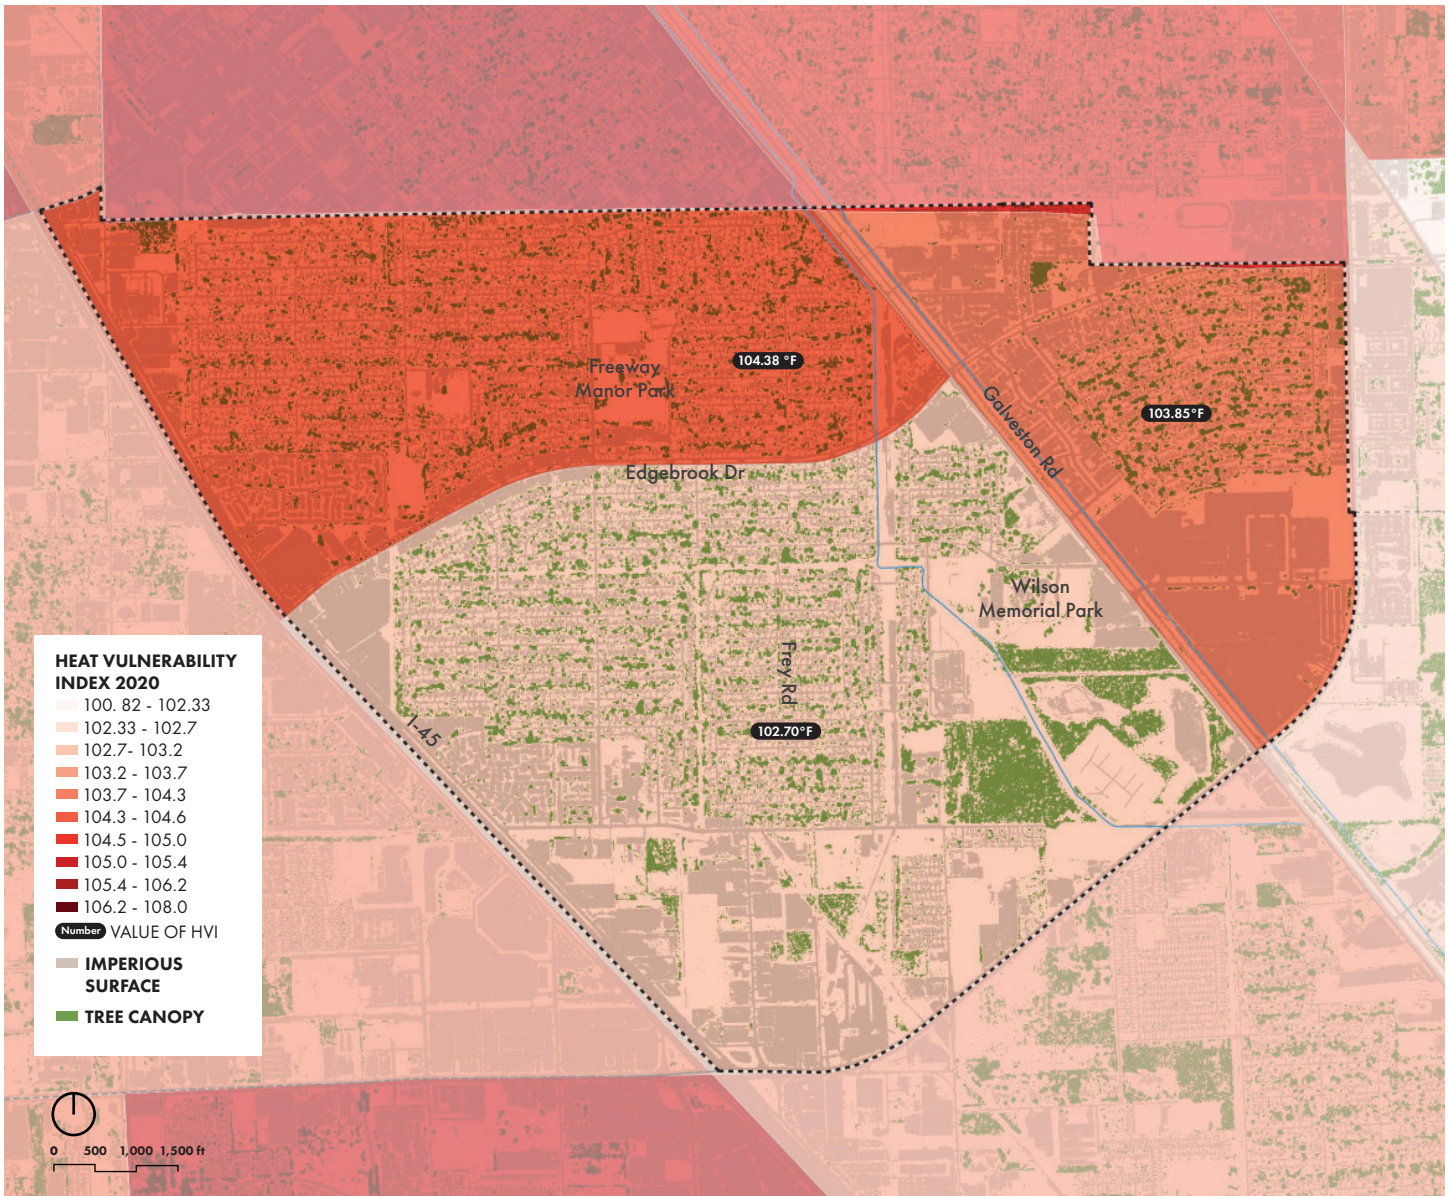 104.38 °F
Freeway
Manor Park
Galveston Rd
103.85°F
Edgebrook Dr
Wilson
Memorial Park
Frey Rd
102.70°F
I-45
HEAT VULNERABILITY
INDEX 2020
100. 82 - 102.33
102.33 - 102.7
102.7- 103.2
103.2 - 103.7
103.7 - 104.3
104.3 - 104.6
104.5 - 105.0
105.0 - 105.4
105.4 - 106.2
106.2 - 108.0
Number VALUE OF HVI
IMPERIOUS
SURFACE
TREE CANOPY
0 500 1,000 1,500 ft